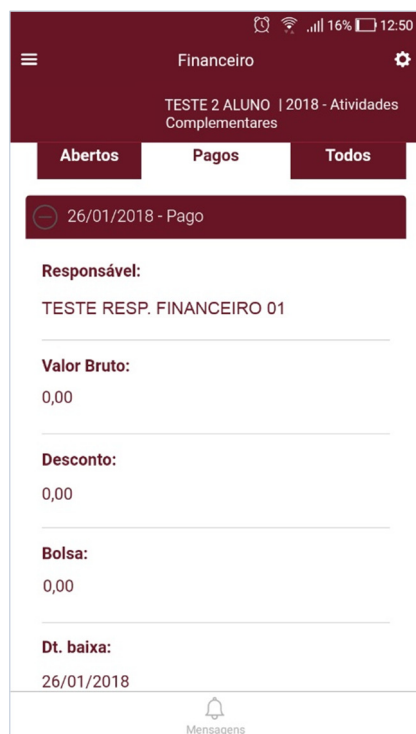 16% 12:50
Financeiro
TESTE 2 ALUNO | 2018 - Atividades
Complementares
Abertos Pagos Todos
26/01/2018 - Pago
Responsável:
TESTE RESP. FINANCEIRO 01
Valor Bruto:
0,00
Desconto:
0,00
Bolsa:
0,00
Dt. baixa:
26/01/2018
Mensagens